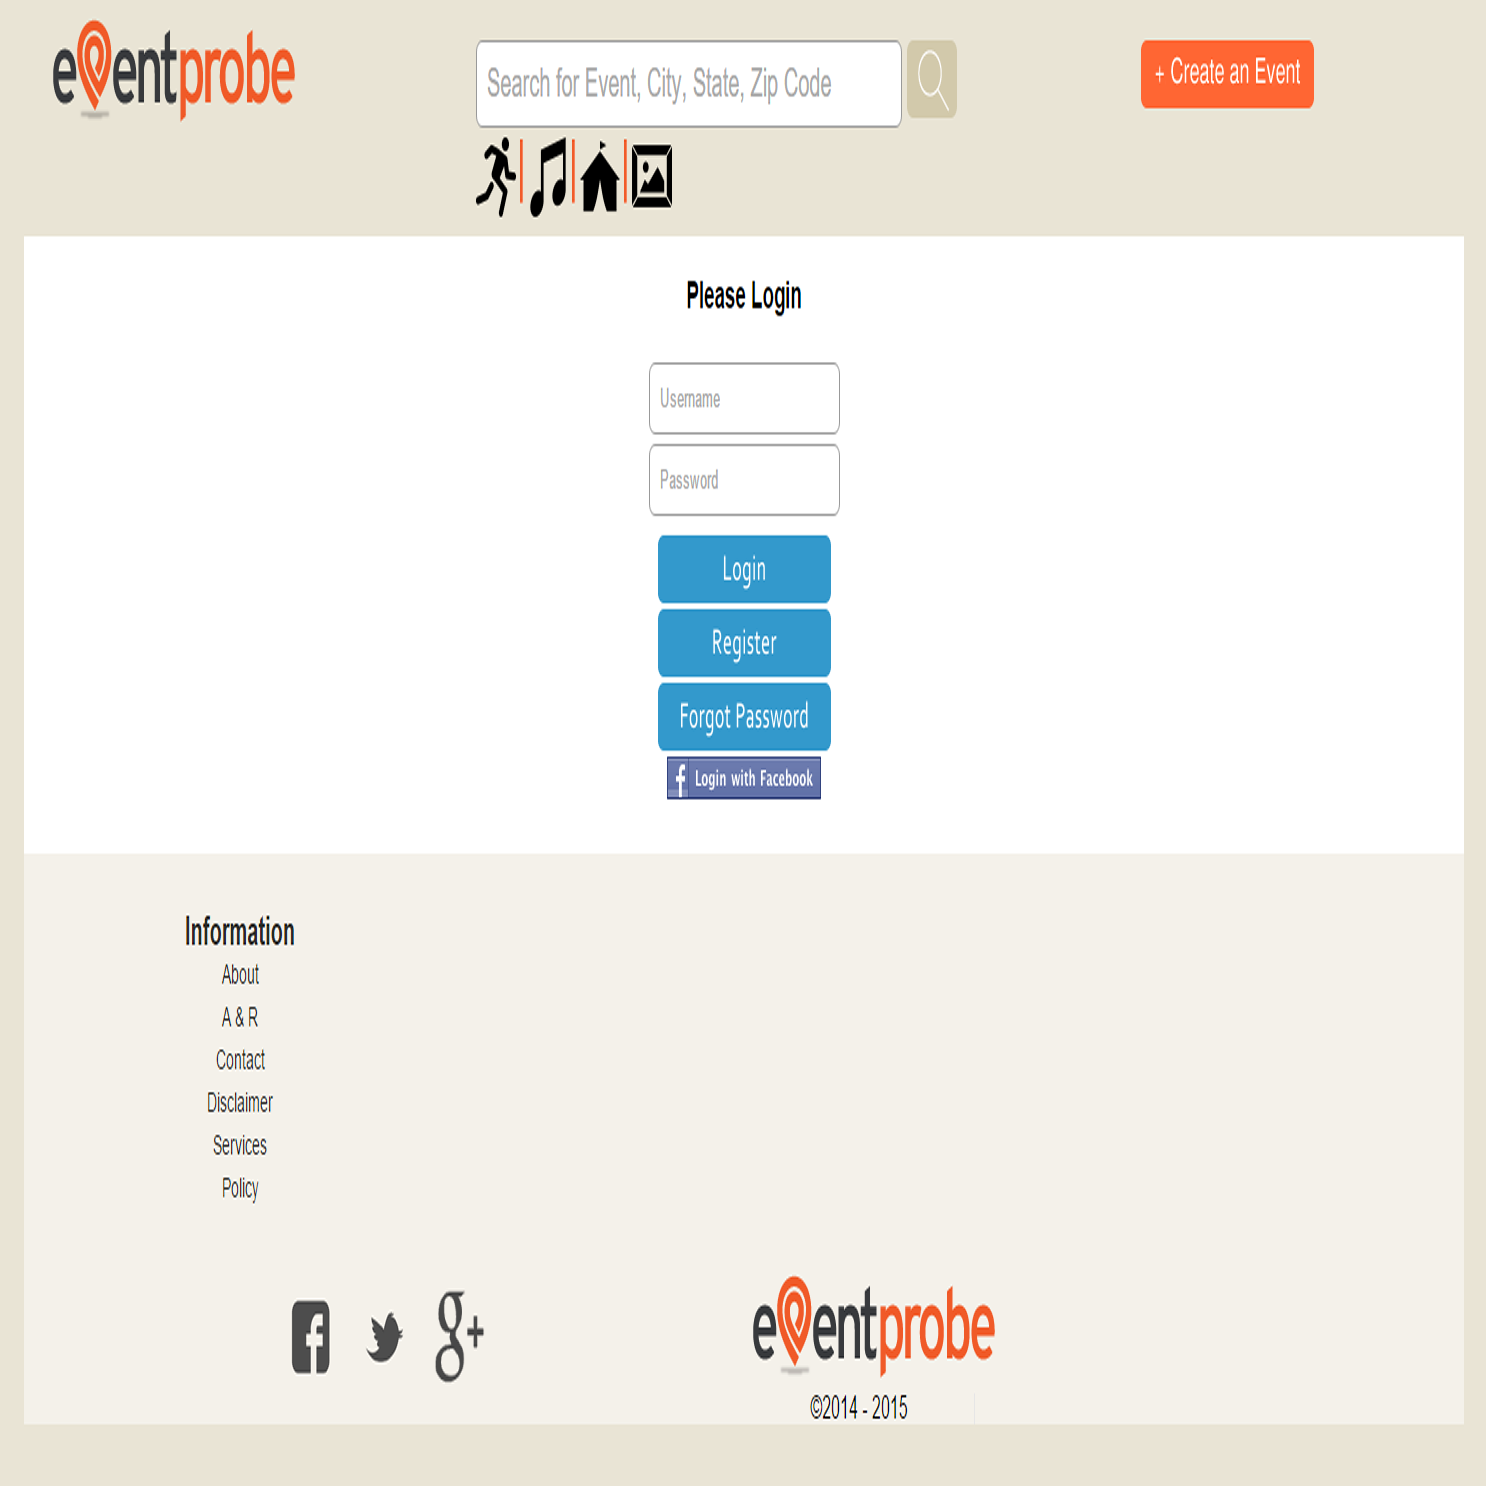 eventprobe
Search for Event, City, State, Zip Code
+ Create an Event
Please Login
Username
Password
Login
Register
Forgot Password
f Login with Facebook
Information
About
A & R
Contact
Disclaimer
Services
Policy
f g+
eventprobe
©2014 - 2015